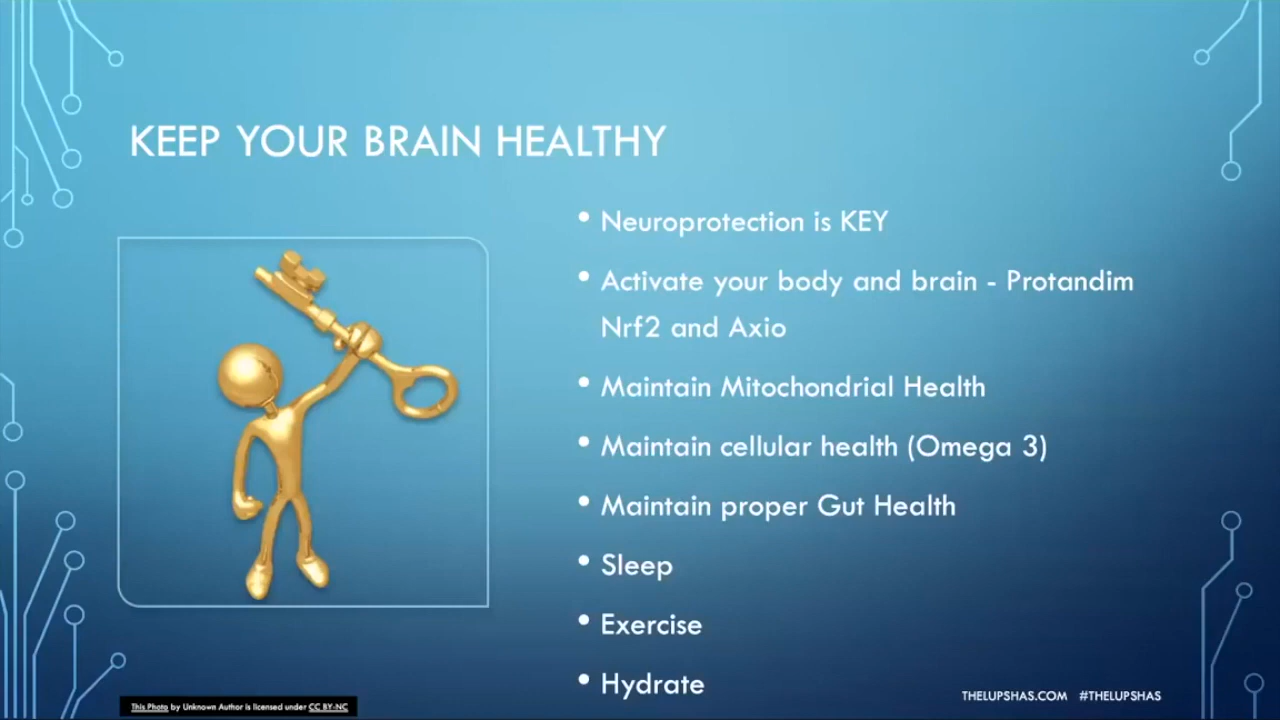 KEEP YOUR BRAIN HEALTHY
• Neuroprotection is KEY
• Activate your body and brain - Protandim
Nrf2 and Axio
• Maintain Mitochondrial Health
• Maintain cellular health (Omega 3)
• Maintain proper Gut Health
• Sleep
• Exercise
• Hydrate
This Photo by Unknown Author is licensed under CC BY-NC
THELUPSHAS.COM #THELUPSHAS